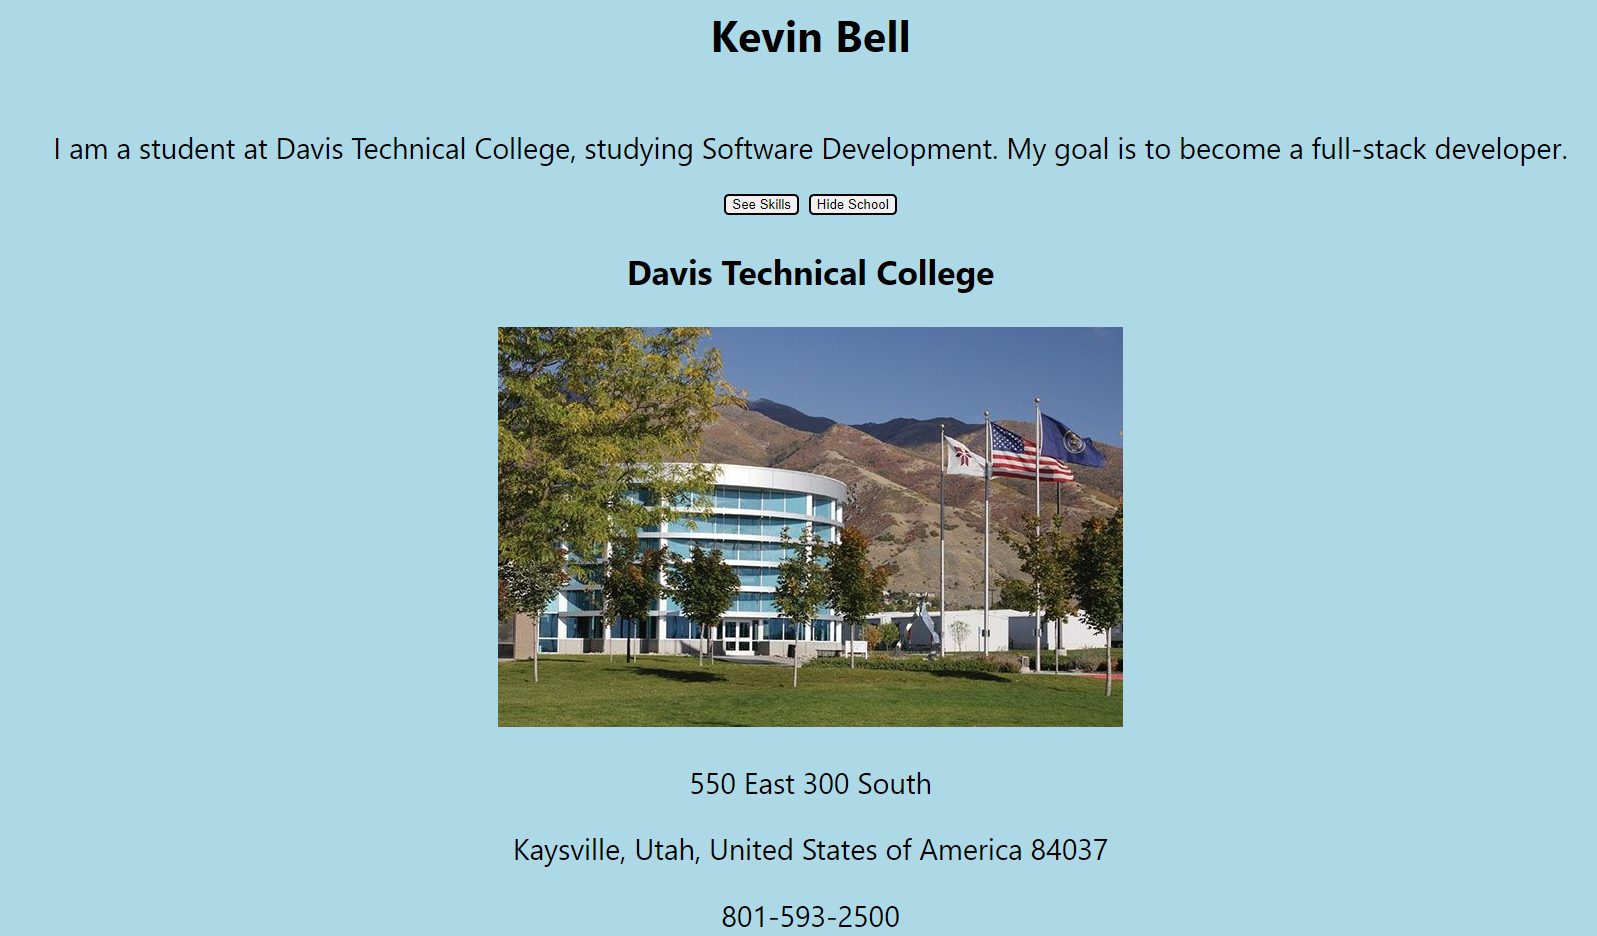 Kevin Bell
I am a student at Davis Technical College, studying Software Development. My goal is to become a full-stack developer.
See Skills Hide School
Davis Technical College
550 East 300 South
Kaysville, Utah, United States of America 84037
801-593-2500